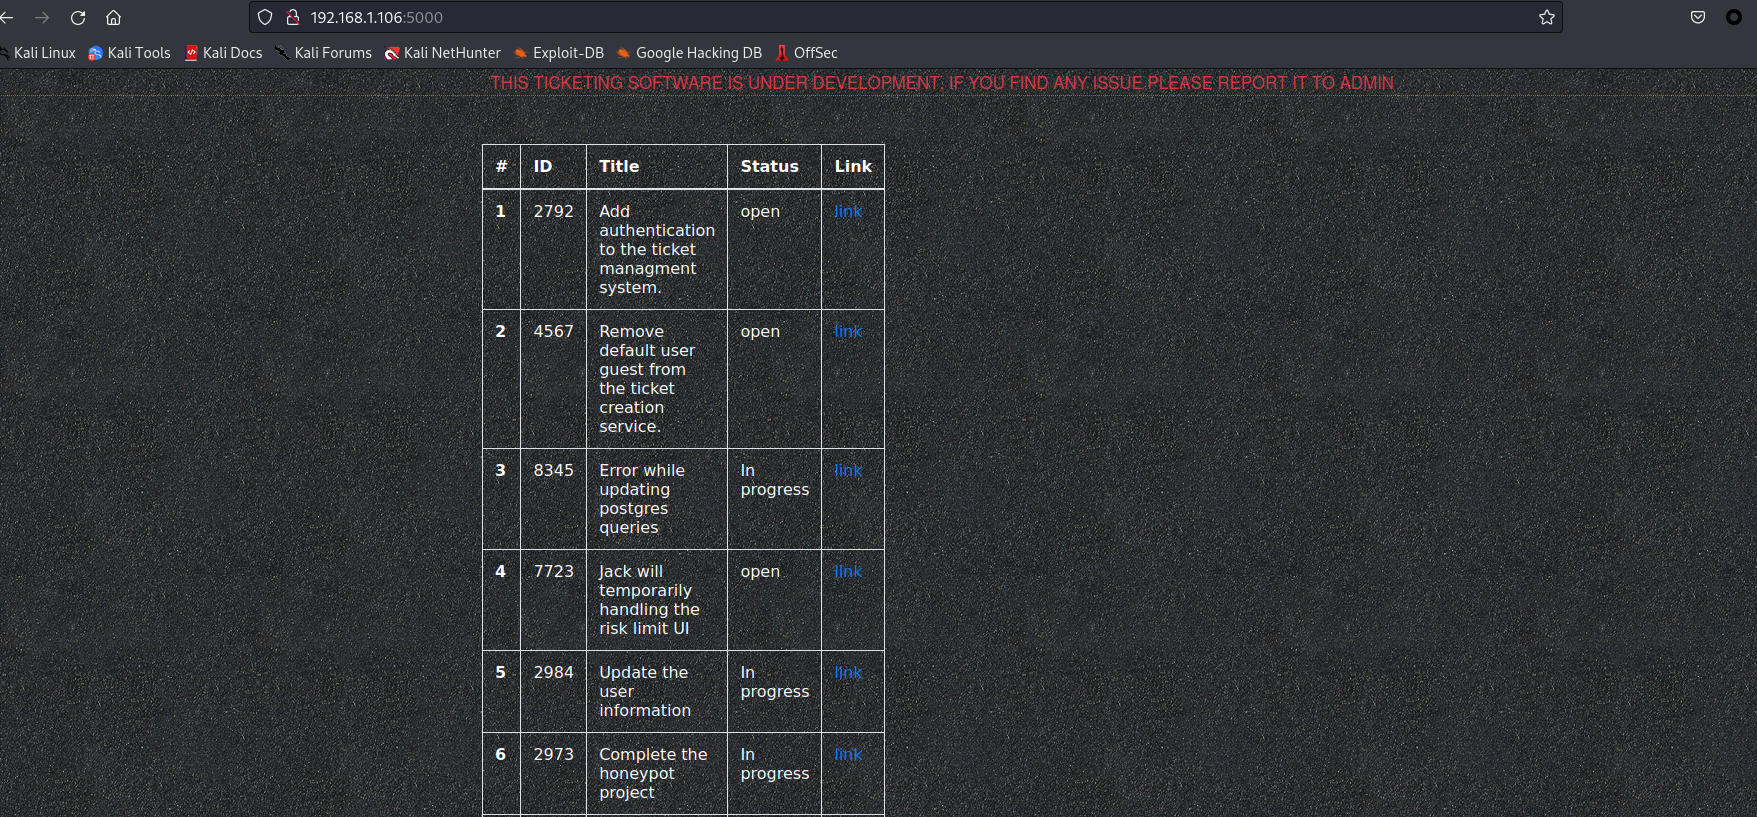 192.168.1.106:5000
Kali Linux Kali Tools Kali Docs Kali Forums Kali NetHunter Exploit-DB Google Hacking DB OffSec
THIS TICKETING SOFTWARE IS UNDER DEVELOPMENT, IF YOU FIND ANY ISSUE PLEASE REPORT IT TO ADMIN
# ID Title Status Link
1 2792 Add open link
authentication
to the ticket
managment
system.
2 4567 Remove open link
default user
guest from
the ticket
creation
service.
3 8345 Error while In link
updating progress
postgres
queries
4 7723 Jack will open link
temporarily
handling the
risk limit UI
5 2984 Update the In link
user progress
information
6 2973 Complete the In link
honeypot progress
project